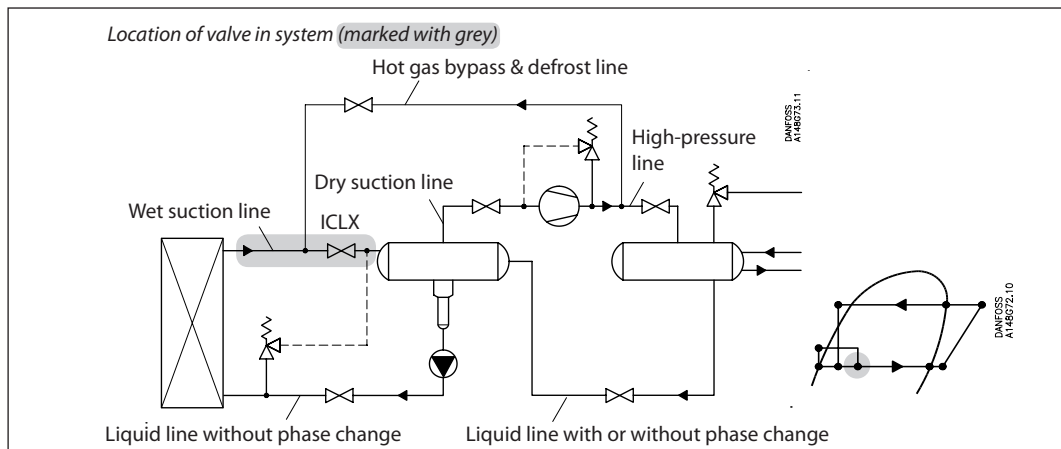 Location of valve in system (marked with grey)
Hot gas bypass & defrost line
DANFOSS
A148G73.11
High-pressure
line
Dry suction line
Wet suction line
ICLX
DANFOSS
A148G72.10
Liquid line without phase change
Liquid line with or without phase change